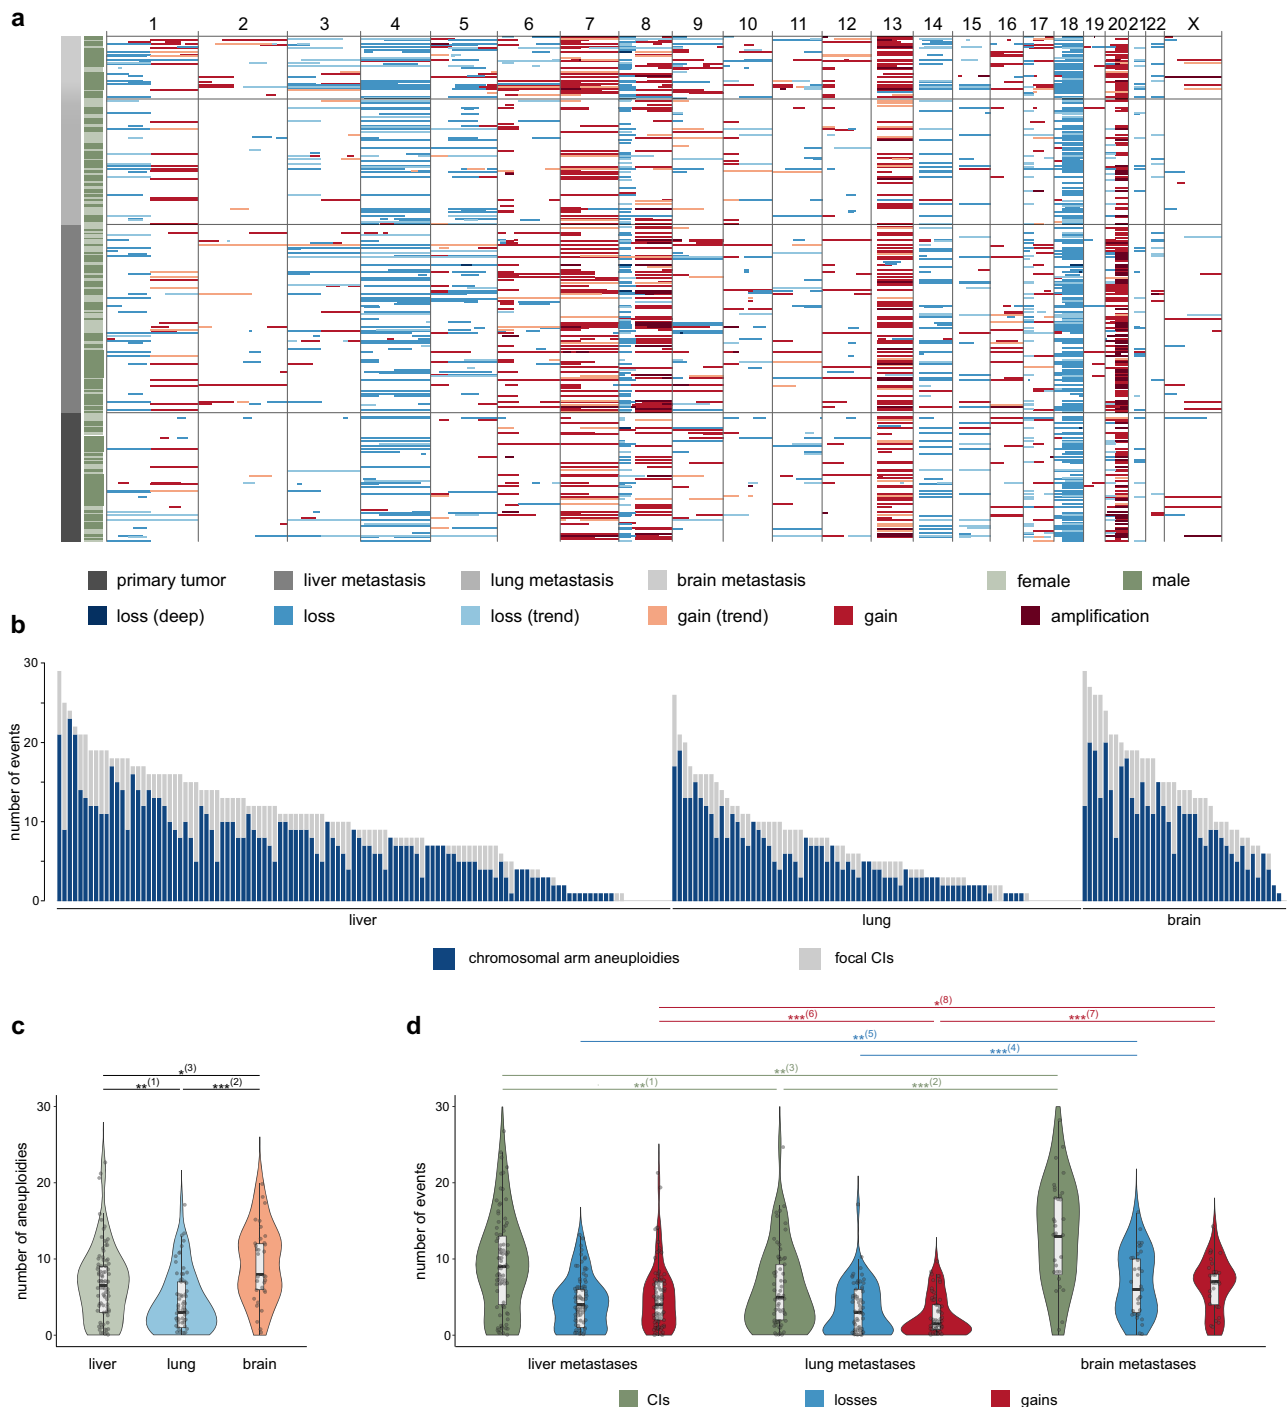 a
1 2 3 4 5 6 7 8 9 10 11 12 13 14 15 16 17 18 19 20 21 22 X
primary tumor liver metastasis lung metastasis brain metastasis female male
loss (deep) loss loss (trend) gain (trend) gain amplification
b
number of events
30
20
10
0
liver lung brain
chromosomal arm aneuploidies focal CIs
c
*(3)
**(1) ***(2)
number of aneuploidies
30
20
10
0
liver lung brain
d
*(8)
***(6) ***(7)
**(5)
***(4)
**(3)
**(1) ***(2)
number of events
30
20
10
0
liver metastases lung metastases brain metastases
CIs losses gains